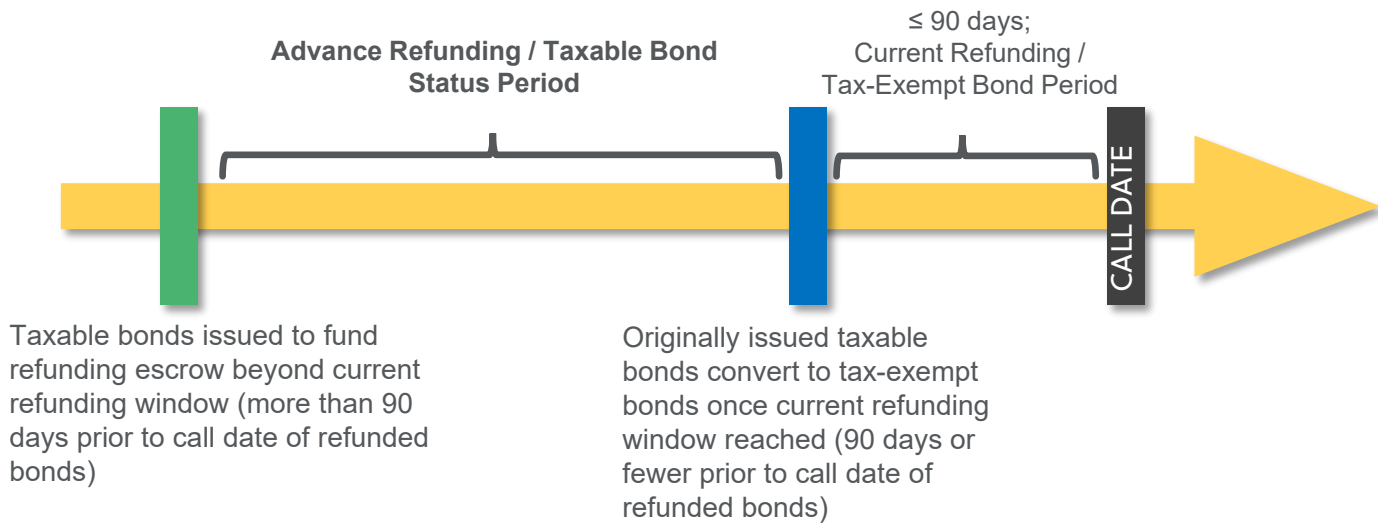 Advance Refunding / Taxable Bond
Status Period
≤ 90 days;
Current Refunding /
Tax-Exempt Bond Period
CALL DATE
Taxable bonds issued to fund
refunding escrow beyond current
refunding window (more than 90
days prior to call date of refunded
bonds)
Originally issued taxable
bonds convert to tax-exempt
bonds once current refunding
window reached (90 days or
fewer prior to call date of
refunded bonds)